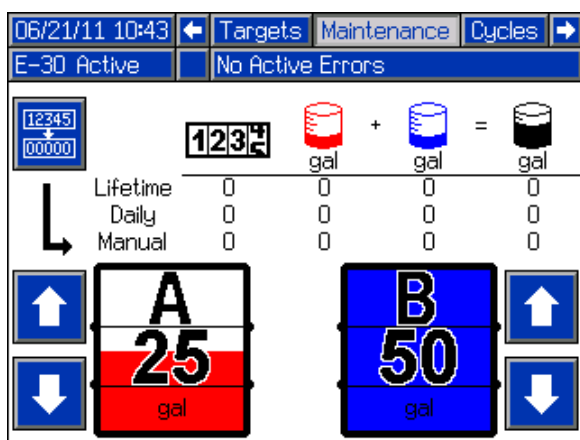 06/21/11 10:43 Targets Maintenance Cycles
E-30 Active No Active Errors
12345
00000
1234 + =
gal gal gal
Lifetime 0 0 0 0
Daily 0 0 0 0
Manual 0 0 0 0
A B
25 50
gal gal